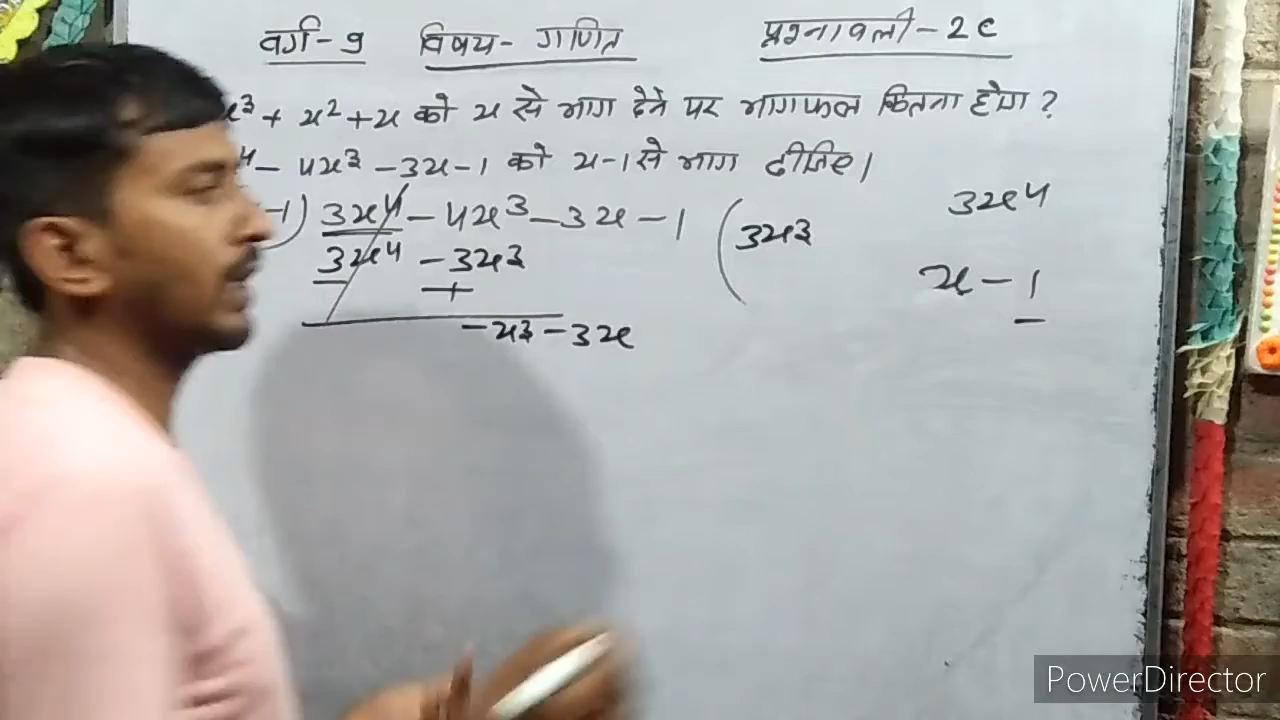 वर्ग-9 विषय- गणित प्रश्नावली-2C
x³ + x² + x को x से भाग देने पर भागफल कितना होगा ?
⁴ - 4x³ - 3x - 1 को x-1 से भाग दीजिए।
-1) 3x⁴ - 4x³ - 3x - 1 ( 3x³
3x⁴ - 3x³
- +
-x³ - 3x
3x⁴
x - 1
-
PowerDirector